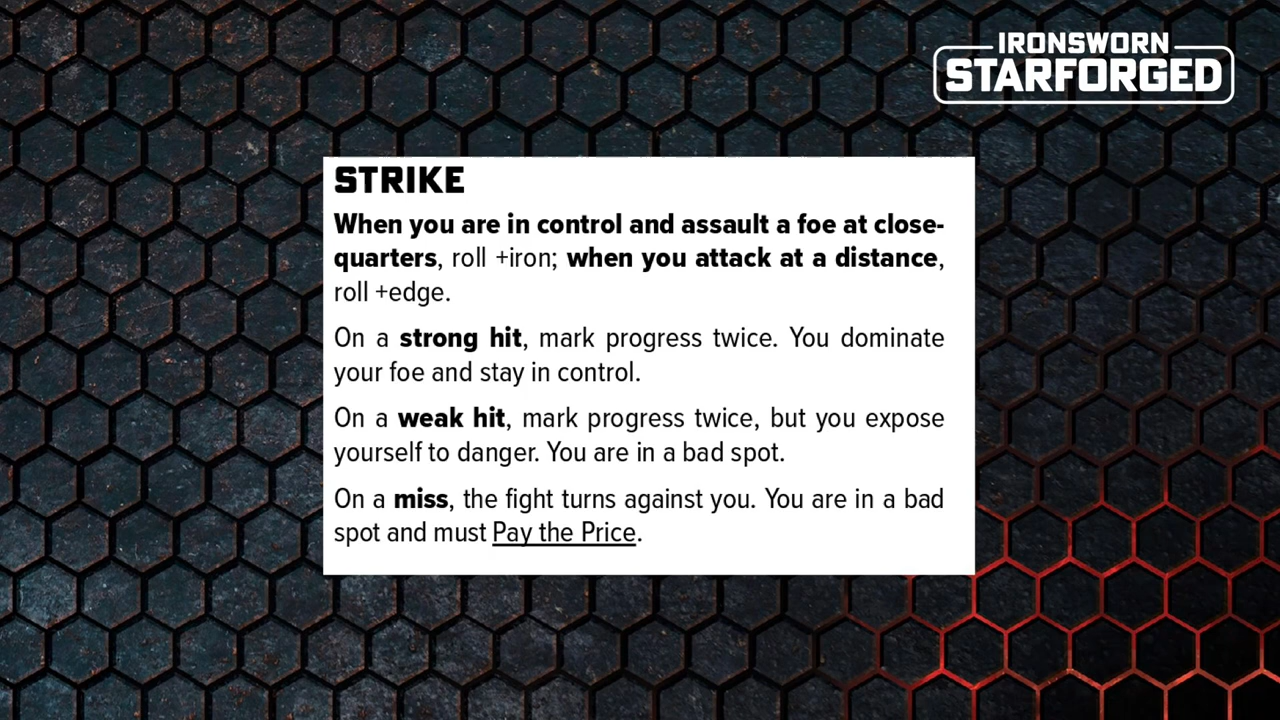 IRONSWORN
STARFORGED
STRIKE
When you are in control and assault a foe at close-
quarters, roll +iron; when you attack at a distance,
roll +edge.
On a strong hit, mark progress twice. You dominate
your foe and stay in control.
On a weak hit, mark progress twice, but you expose
yourself to danger. You are in a bad spot.
On a miss, the fight turns against you. You are in a bad
spot and must Pay the Price.